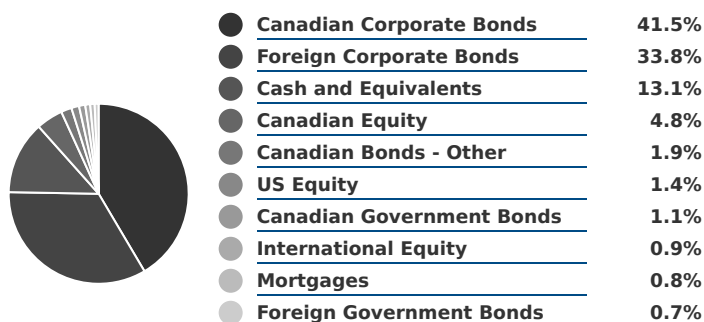 Canadian Corporate Bonds 41.5%
Foreign Corporate Bonds 33.8%
Cash and Equivalents 13.1%
Canadian Equity 4.8%
Canadian Bonds - Other 1.9%
US Equity 1.4%
Canadian Government Bonds 1.1%
International Equity 0.9%
Mortgages 0.8%
Foreign Government Bonds 0.7%